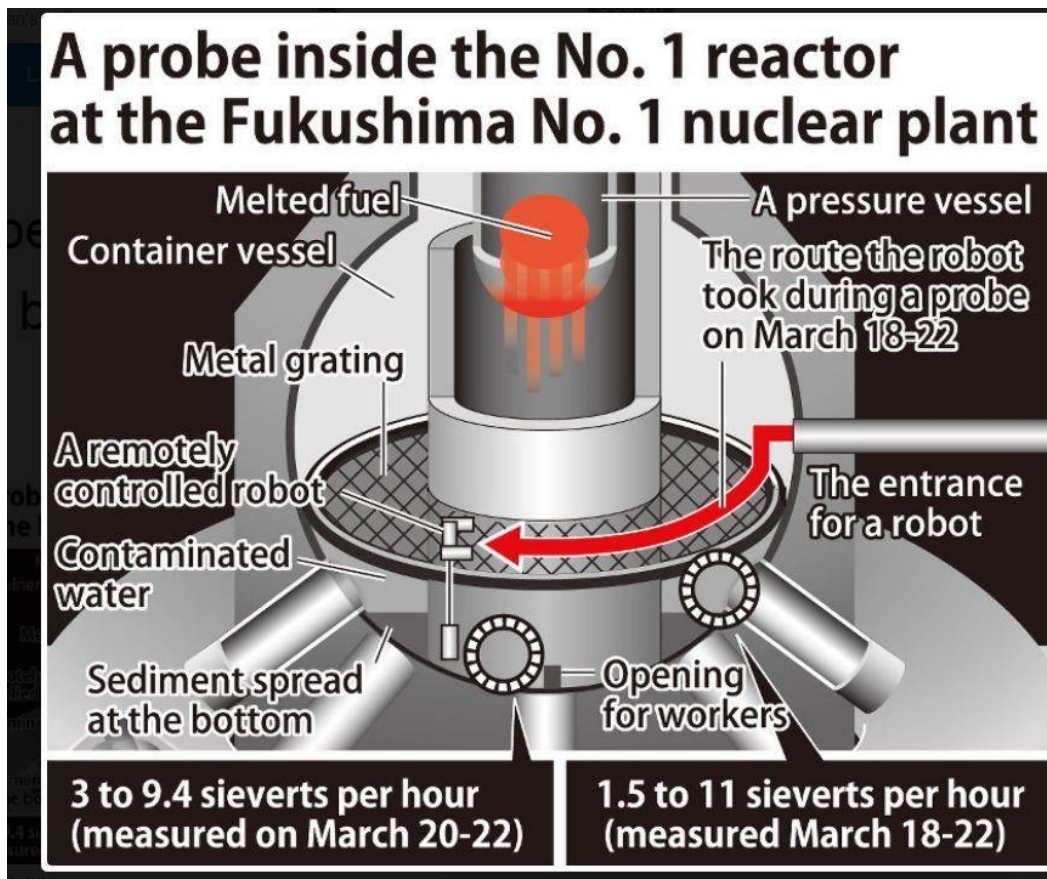 A probe inside the No. 1 reactor
at the Fukushima No. 1 nuclear plant
Melted fuel
A pressure vessel
Container vessel
The route the robot
took during a probe
on March 18-22
Metal grating
A remotely
controlled robot
The entrance
for a robot
Contaminated
water
Sediment spread
at the bottom
Opening
for workers
3 to 9.4 sieverts per hour
(measured on March 20-22)
1.5 to 11 sieverts per hour
(measured March 18-22)